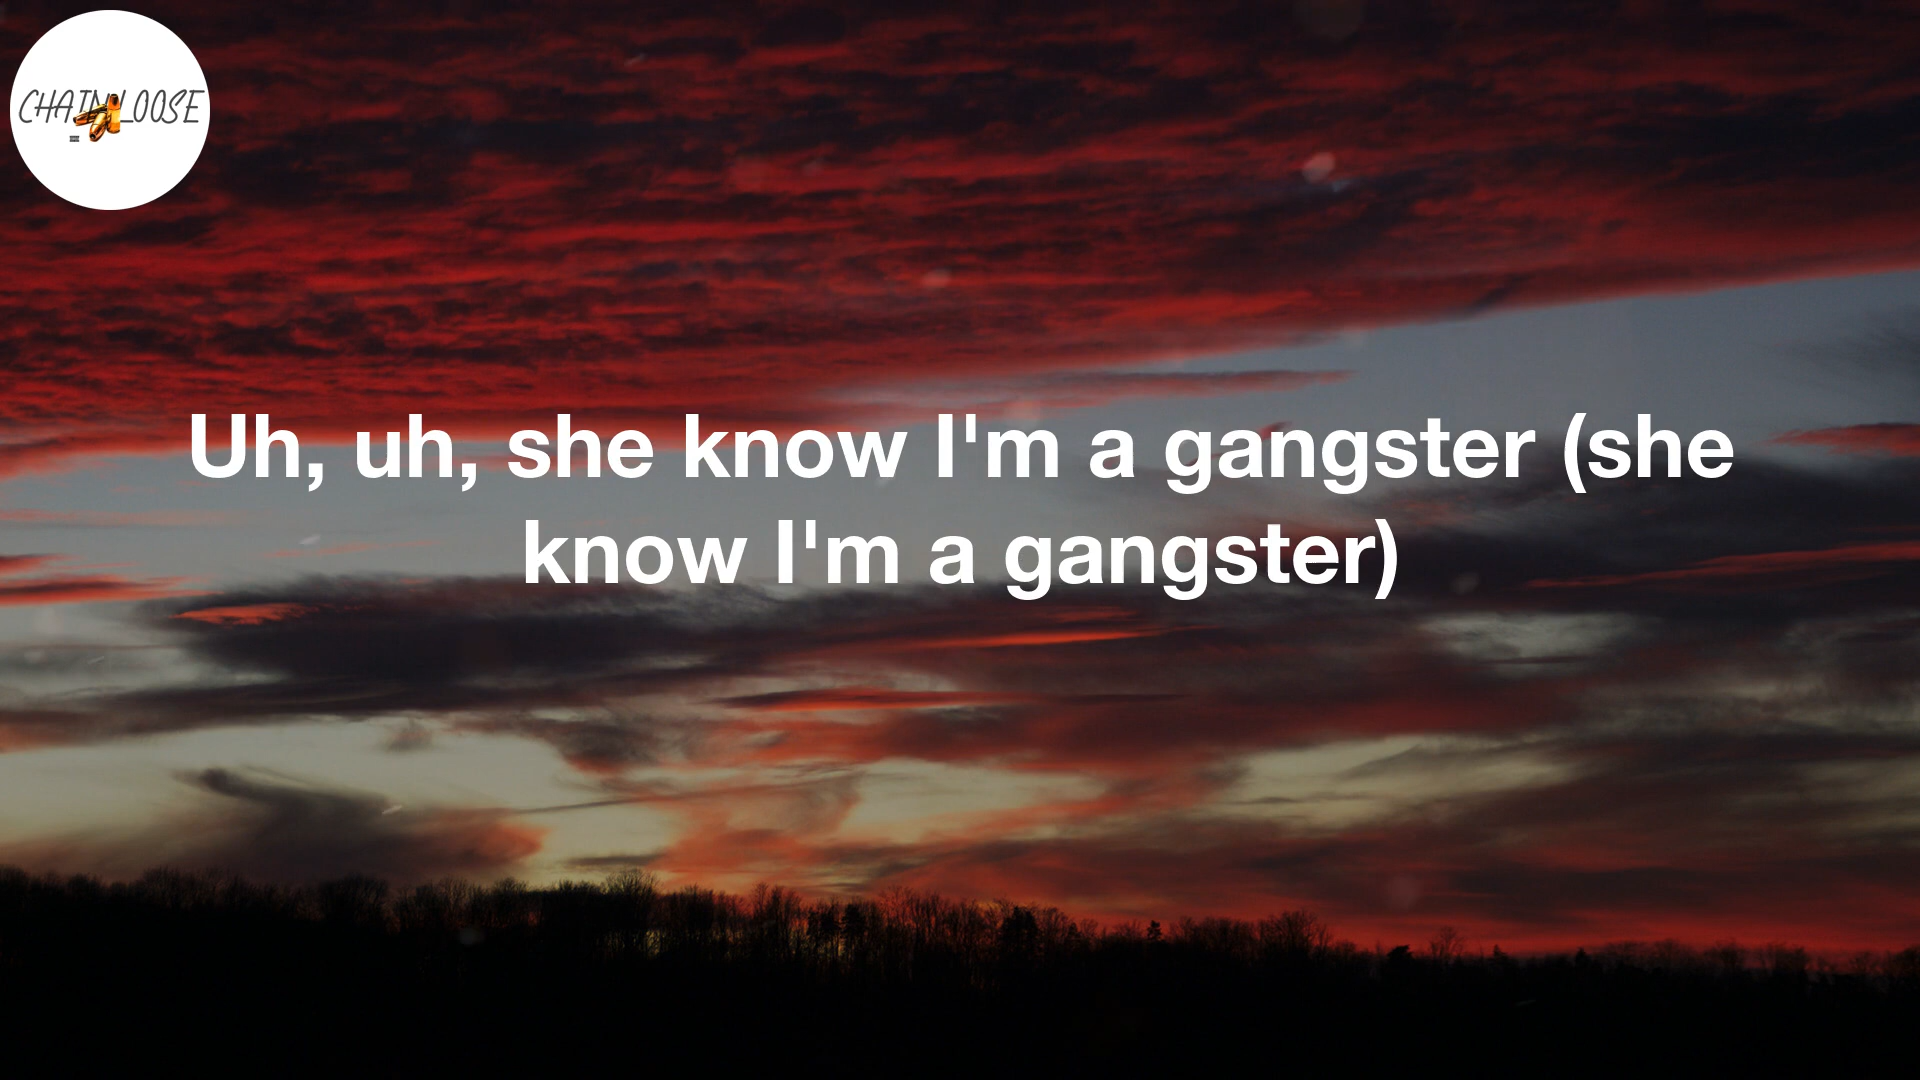 CHAIN LOOSE
Uh, uh, she know I'm a gangster (she
know I'm a gangster)